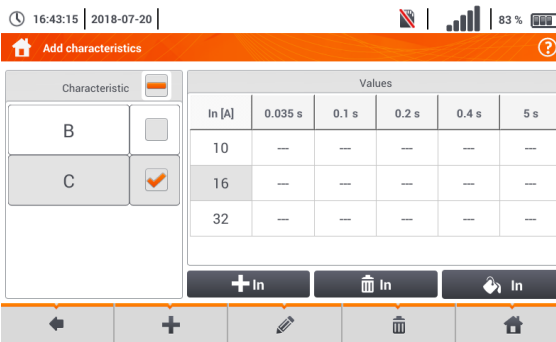 16:43:15 2018-07-20 83 %
Add characteristics ?
Characteristic Values
In [A] 0.035 s 0.1 s 0.2 s 0.4 s 5 s
B
10 --- --- --- --- ---
C
16 --- --- --- --- ---
32 --- --- --- --- ---
In In In